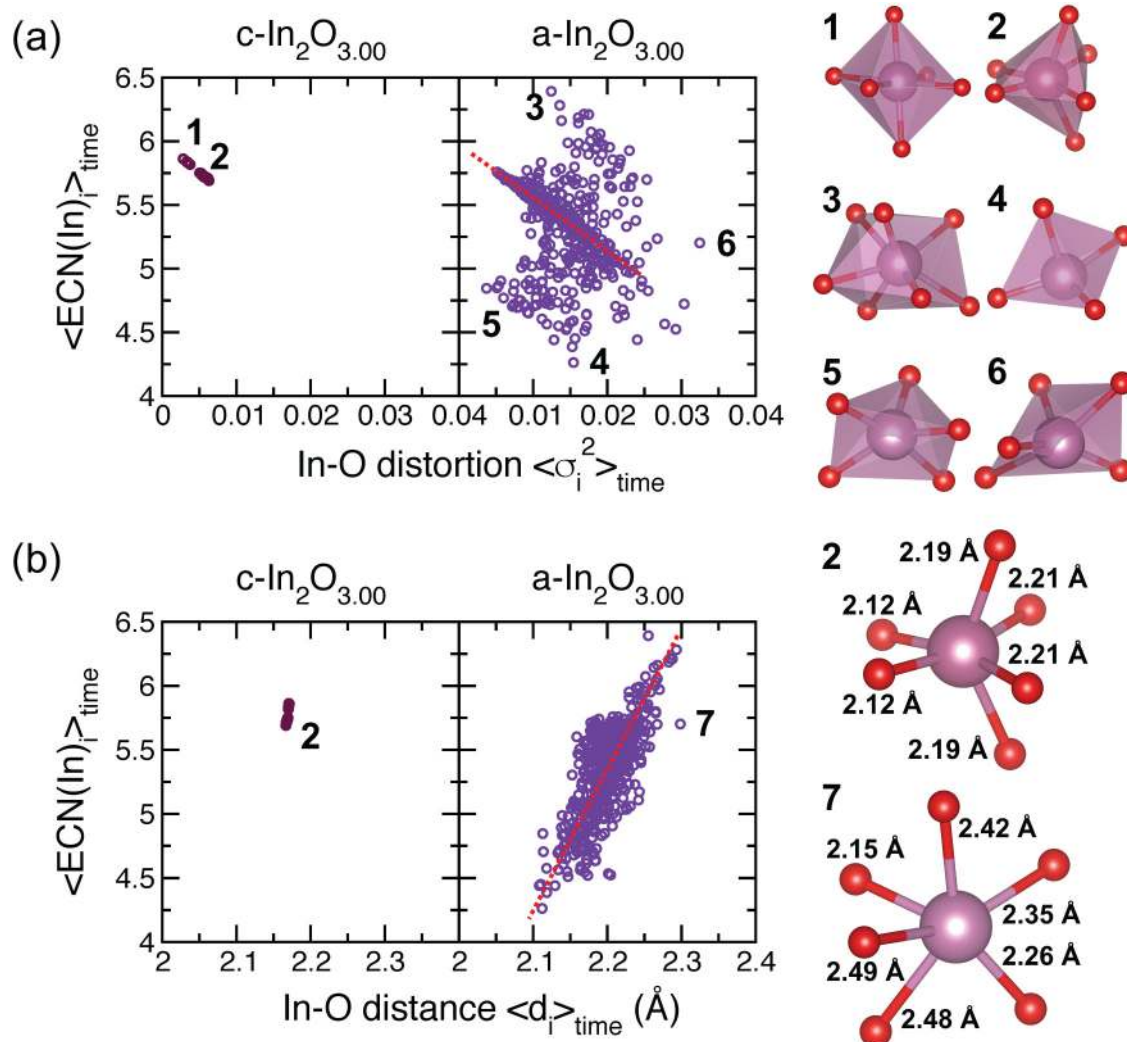 (a)
c-In2O3.00 a-In2O3.00
6.5
6
5.5
5
4.5
4
<ECN(In)i>time
1
2
3
4
5
6
0 0.01 0.02 0.03 0.04 0.01 0.02 0.03 0.04
In-O distortion <σi2>time
1 2
3 4
5 6
(b)
c-In2O3.00 a-In2O3.00
6.5
6
5.5
5
4.5
4
<ECN(In)i>time
2
7
2 2.1 2.2 2.3 2 2.1 2.2 2.3 2.4
In-O distance <di>time (Å)
2
2.19 Å
2.21 Å
2.12 Å
2.21 Å
2.12 Å
2.19 Å
7
2.42 Å
2.15 Å
2.35 Å
2.26 Å
2.49 Å
2.48 Å